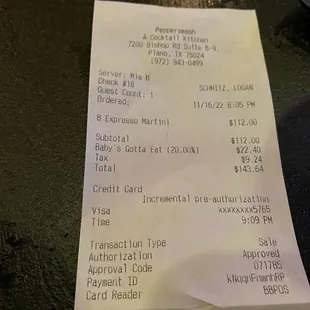 Peppersmash
A Cocktail Kitchen
7200 Bishop Rd Suite B-9,
Plano, TX 75024
(972) 943-0499
Server: Mia B
Check #18 SCHNITZ, LOGAN
Guest Count: 1
Ordered: 11/16/22 8:05 PM
8 Expresso Martini $112.00
Subtotal $112.00
Baby's Gotta Eat (20.00%) $22.40
Tax $9.24
Total $143.64
Credit Card
Incremental pre-authorization
Visa xxxxxxxx5765
Time 9:09 PM
Transaction Type Sale
Authorization Approved
Approval Code 071785
Payment ID
Card Reader BBPOS